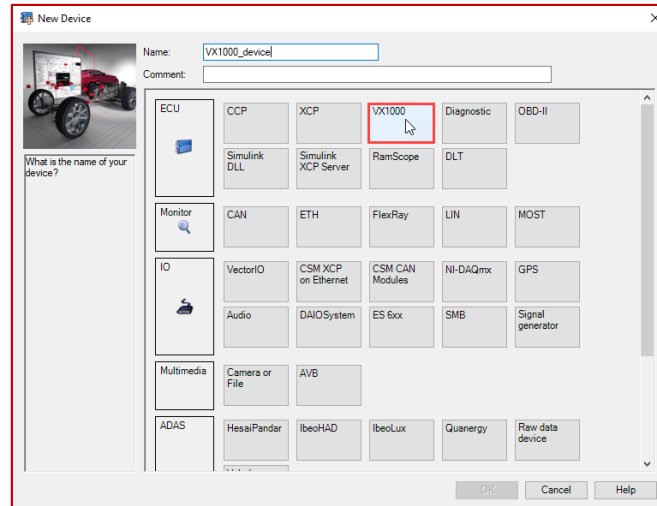 New Device
Name: VX1000_device
Comment:
What is the name of your
device?
ECU
CCP
XCP
VX1000
Diagnostic
OBD-II
Simulink
DLL
Simulink
XCP Server
RamScope
DLT
Monitor
CAN
ETH
FlexRay
LIN
MOST
IO
VectorIO
CSM XCP
on Ethernet
CSM CAN
Modules
NI-DAQmx
GPS
Audio
DAIOSystem
ES 6xx
SMB
Signal
generator
Multimedia
Camera or
File
AVB
ADAS
HesaiPandar
IbeoHAD
IbeoLux
Quanergy
Raw data
device
OK
Cancel
Help